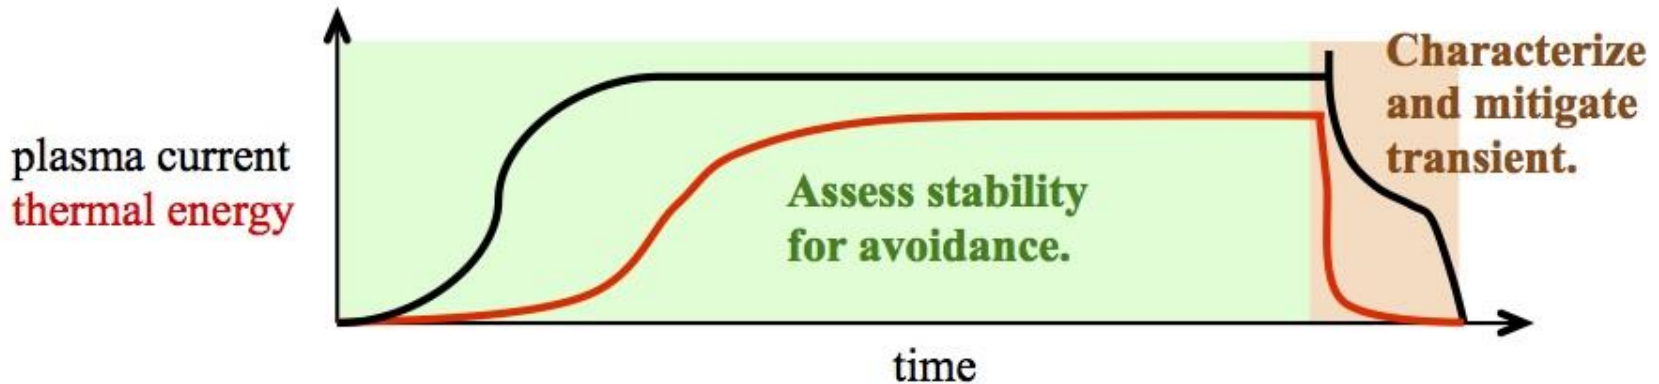 plasma current
thermal energy
Assess stability
for avoidance.
Characterize
and mitigate
transient.
time